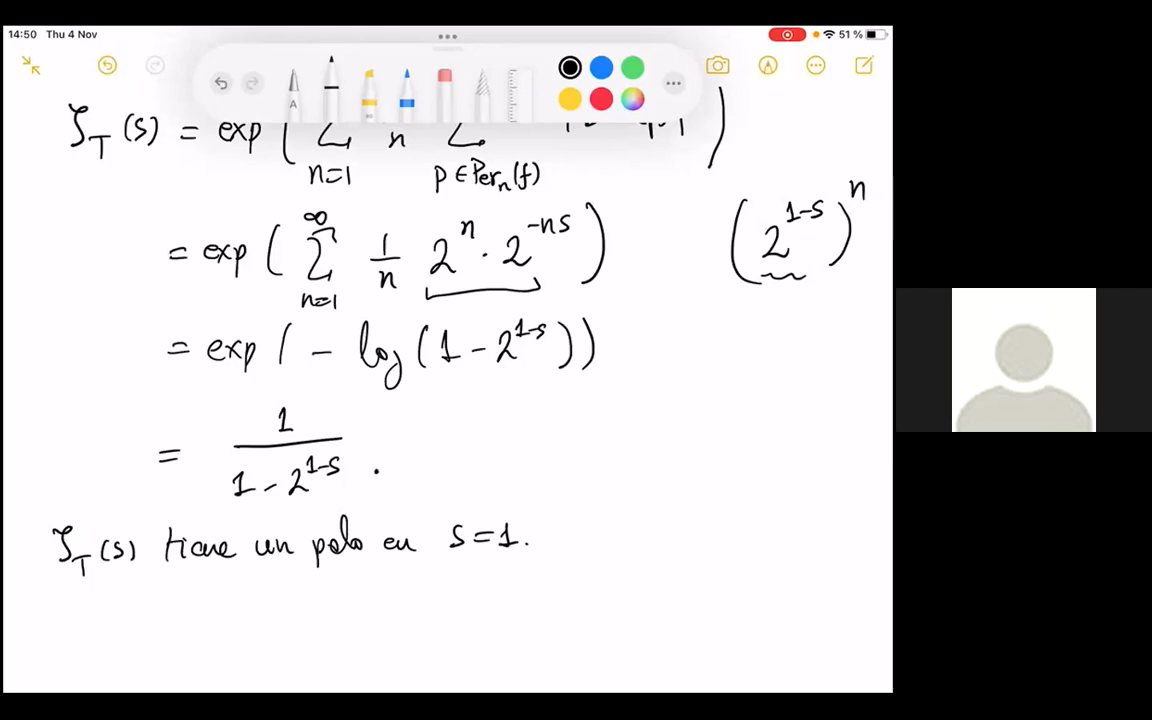 14:50 Thu 4 Nov
51 %
A
ζ_T (s) = exp ( Σ n Σ )
n=1 p ∈ Per_n(f)
= exp ( Σ_{n=1}^{∞} 1/n 2^n · 2^{-ns} ) (2^{1-s})^n
= exp ( - log (1 - 2^{1-s}))
= 1 / (1 - 2^{1-s}) .
ζ_T (s) tiene un polo en s=1.